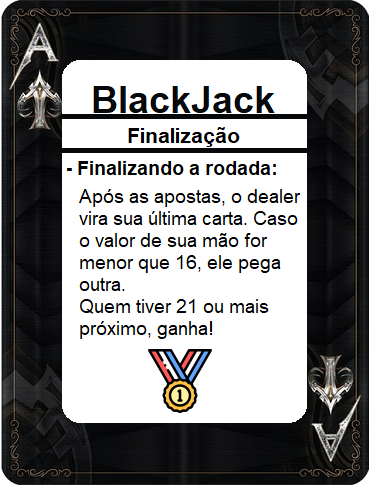 A
BlackJack
Finalização
- Finalizando a rodada:
Após as apostas, o dealer
vira sua última carta. Caso
o valor de sua mão for
menor que 16, ele pega
outra.
Quem tiver 21 ou mais
próximo, ganha!
1
A